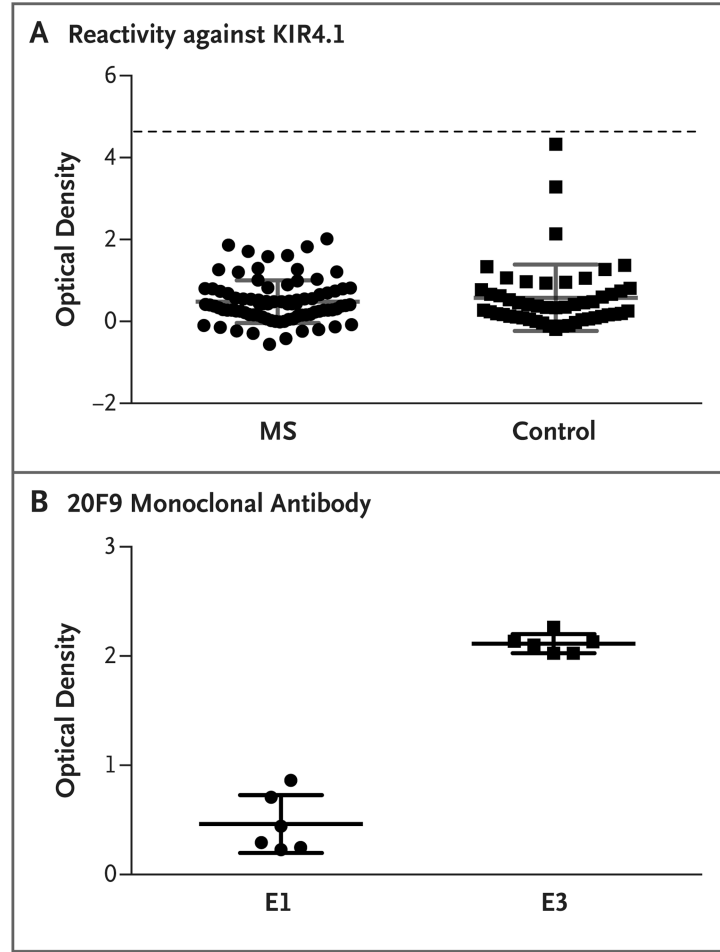 A Reactivity against KIR4.1
6
4
2
0
−2
Optical Density
MS
Control
B 20F9 Monoclonal Antibody
3
2
1
0
Optical Density
E1
E3